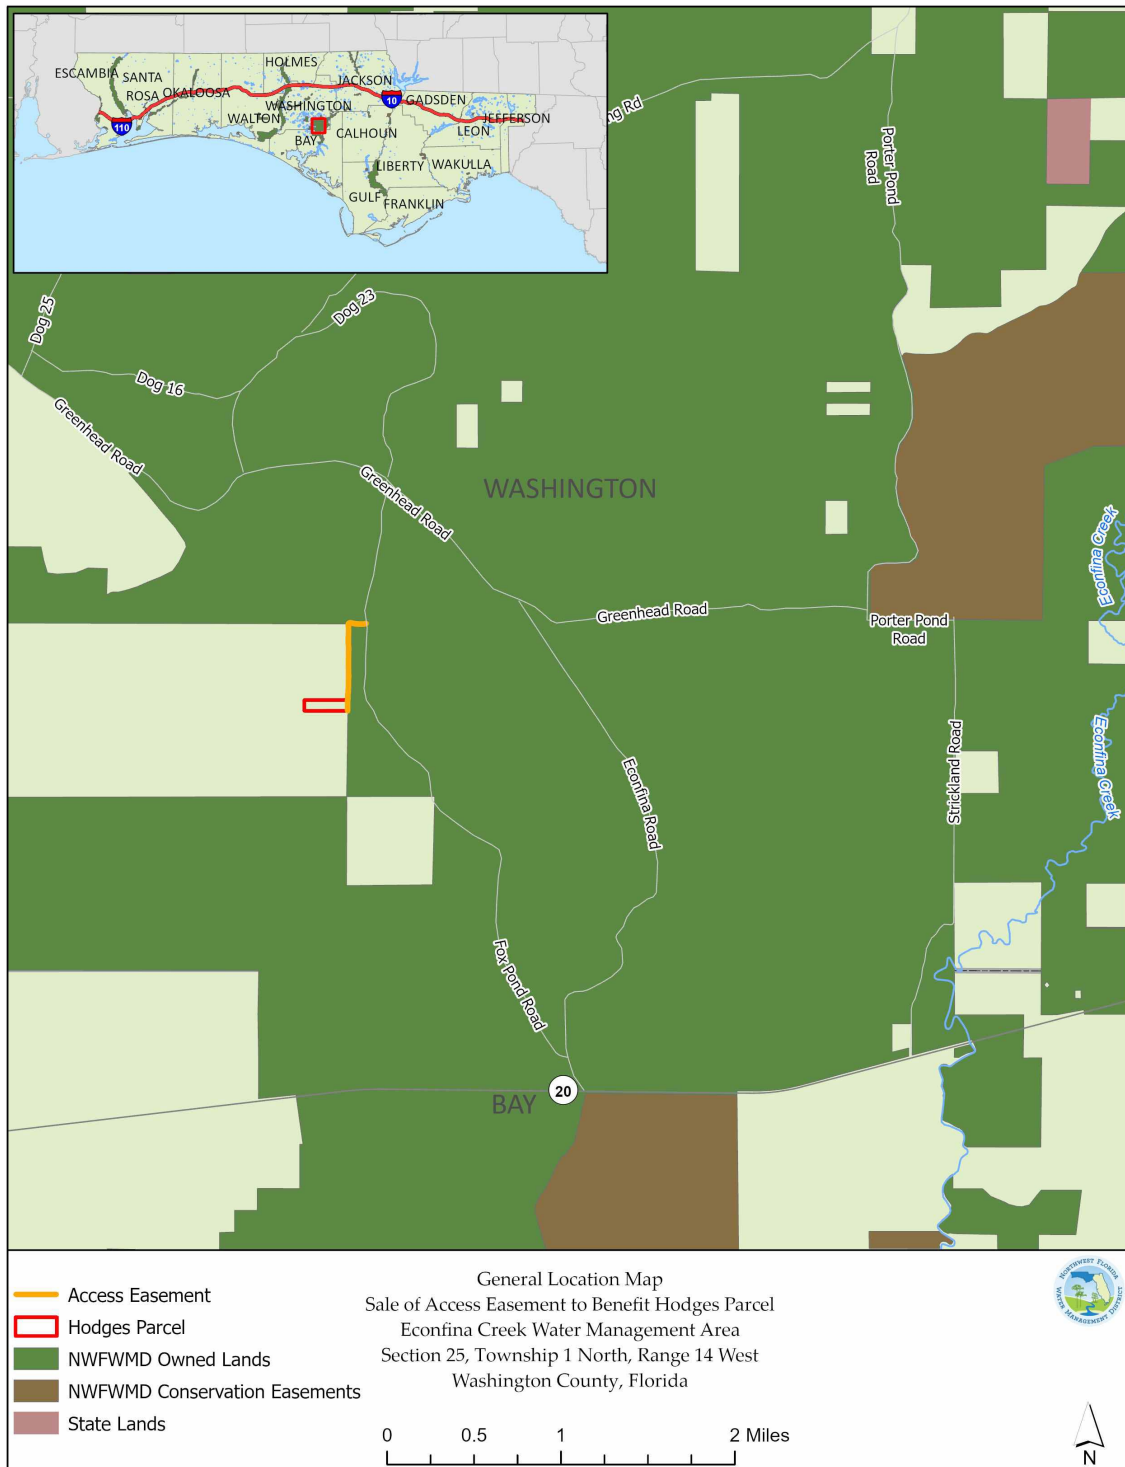 ESCAMBIA
SANTA
ROSA
OKALOOSA
HOLMES
WASHINGTON
WALTON
BAY
JACKSON
CALHOUN
GADSDEN
JEFFERSON
LEON
LIBERTY
WAKULLA
GULF
FRANKLIN
110
10
Rd
Porter Pond
Road
Dog 25
Dog 23
Dog 16
Greenhead Road
Greenhead Road
WASHINGTON
Greenhead Road
Porter Pond
Road
Econfina Creek
Econfina Creek
Strickland Road
Econfina Road
Fox Pond Road
20
BAY
Access Easement
Hodges Parcel
NWFWMD Owned Lands
NWFWMD Conservation Easements
State Lands
General Location Map
Sale of Access Easement to Benefit Hodges Parcel
Econfina Creek Water Management Area
Section 25, Township 1 North, Range 14 West
Washington County, Florida
0 0.5 1 2 Miles
NORTHWEST FLORIDA
WATER MANAGEMENT DISTRICT
N